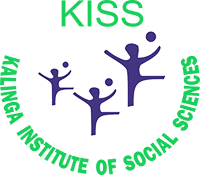 KISS
KALINGA INSTITUTE OF SOCIAL SCIENCES